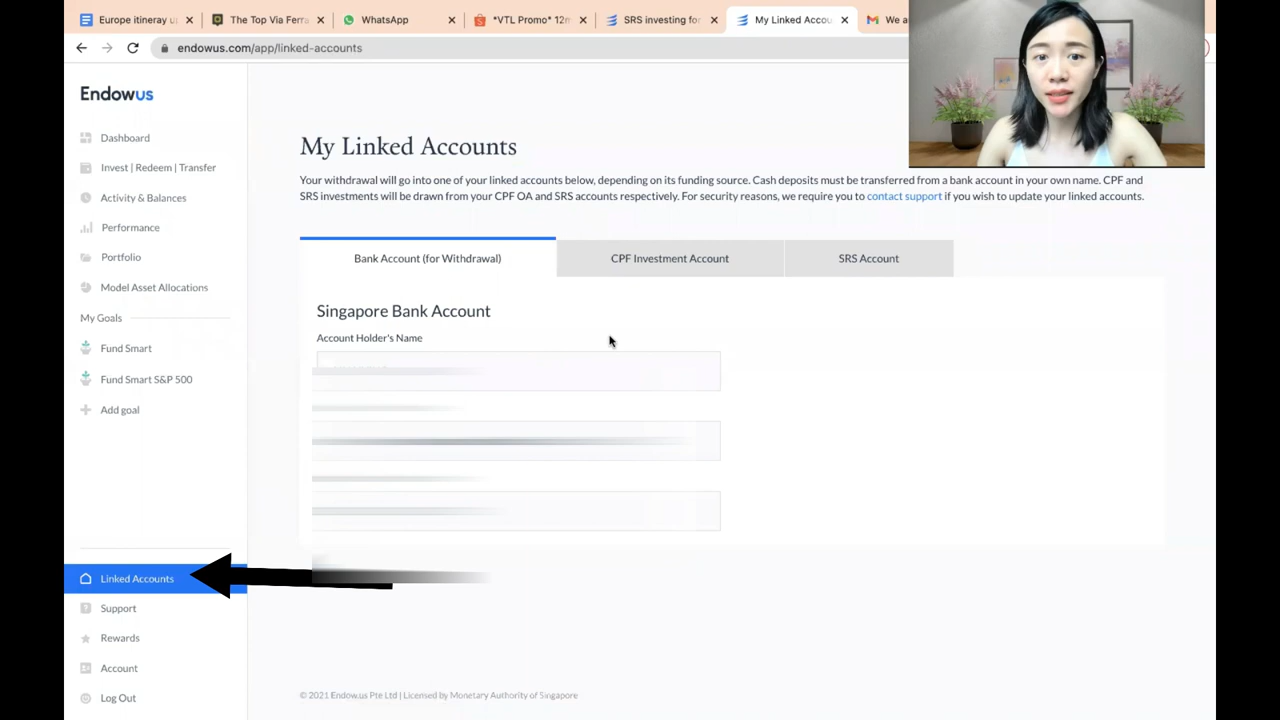 Europe itineray u
The Top Via Ferra
WhatsApp
*VTL Promo* 12m
SRS investing for
My Linked Accou
We a
endowus.com/app/linked-accounts
Endowus
Dashboard
Invest | Redeem | Transfer
Activity & Balances
Performance
Portfolio
Model Asset Allocations
My Goals
Fund Smart
Fund Smart S&P 500
Add goal
Linked Accounts
Support
Rewards
Account
Log Out
My Linked Accounts
Your withdrawal will go into one of your linked accounts below, depending on its funding source. Cash deposits must be transferred from a bank account in your own name. CPF and
SRS investments will be drawn from your CPF OA and SRS accounts respectively. For security reasons, we require you to contact support if you wish to update your linked accounts.
Bank Account (for Withdrawal)
CPF Investment Account
SRS Account
Singapore Bank Account
Account Holder's Name
© 2021 Endow.us Pte Ltd | Licensed by Monetary Authority of Singapore